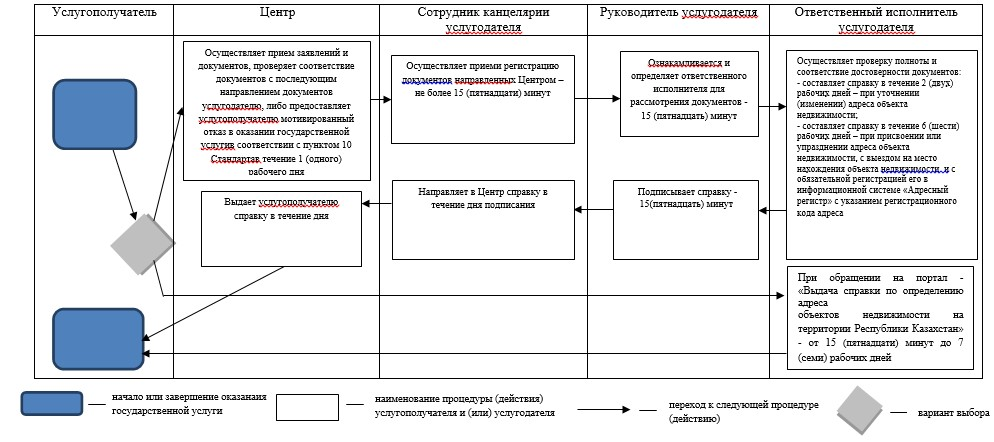 Услугополучатель
Центр
Сотрудник канцелярии
услугодателя
Руководитель услугодателя
Ответственный исполнитель
услугодателя
Осуществляет прием заявлений и
документов, проверяет соответствие
документов с последующим
направлением документов
услугодателю, либо предоставляет
услугополучателю мотивированный
отказ в оказании государственной
услугив соответствии с пунктом 10
Стандартав течение 1 (одного)
рабочего дня
Осуществляет приеми регистрацию
документов направленных Центром –
не более 15 (пятнадцати) минут
Ознакамливается и
определяет ответственного
исполнителя для
рассмотрения документов -
15 (пятнадцать) минут
Осуществляет проверку полноты и
соответствие достоверности документов:
- составляет справку в течение 2 (двух)
рабочих дней – при уточнении
(изменении) адреса объекта
недвижимости;
- составляет справку в течение 6 (шести)
рабочих дней – при присвоении или
упразднении адреса объекта
недвижимости, с выездом на место
нахождения объекта недвижимости, и с
обязательной регистрацией его в
информационной системе «Адресный
регистр» с указанием регистрационного
кода адреса
Выдает услугополучателю
справку в течение дня
Направляет в Центр справку в
течение дня подписания
Подписывает справку -
15(пятнадцать) минут
При обращении на портал -
«Выдача справки по определению
адреса
объектов недвижимости на
территории Республики Казахстан»
- от 15 (пятнадцати) минут до 7
(семи) рабочих дней
начало или завершение оказанаия
государственной услуги
наименование процедуры (действия)
услугополучателя и (или) услугодателя
переход к следующей процедуре
(действию)
вариант выбора